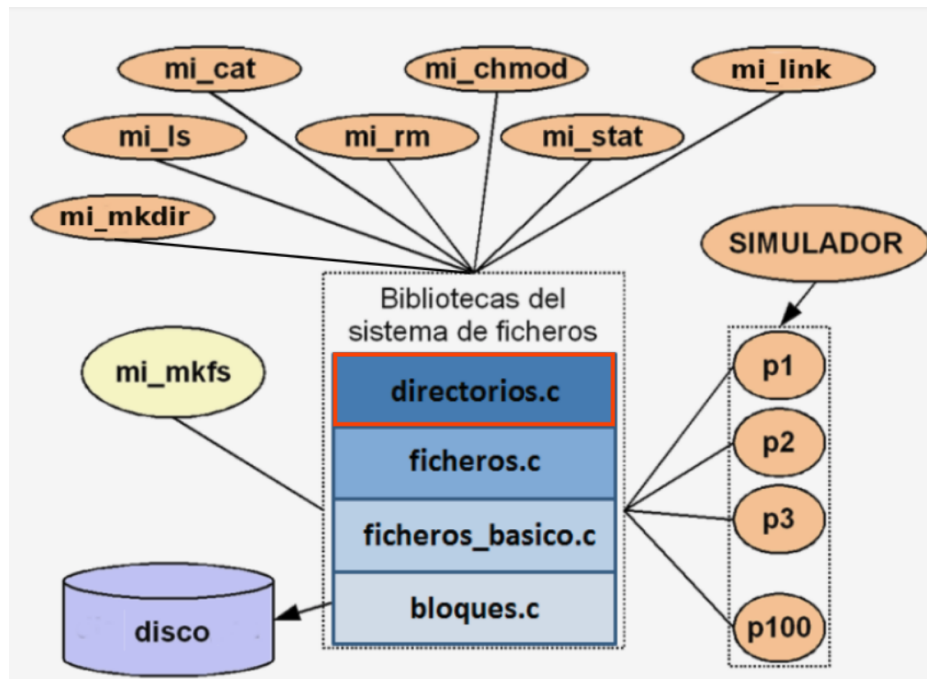 mi_cat
mi_chmod
mi_link
mi_ls
mi_rm
mi_stat
mi_mkdir
SIMULADOR
Bibliotecas del
sistema de ficheros
mi_mkfs
directorios.c
p1
ficheros.c
p2
ficheros_basico.c
p3
bloques.c
disco
p100